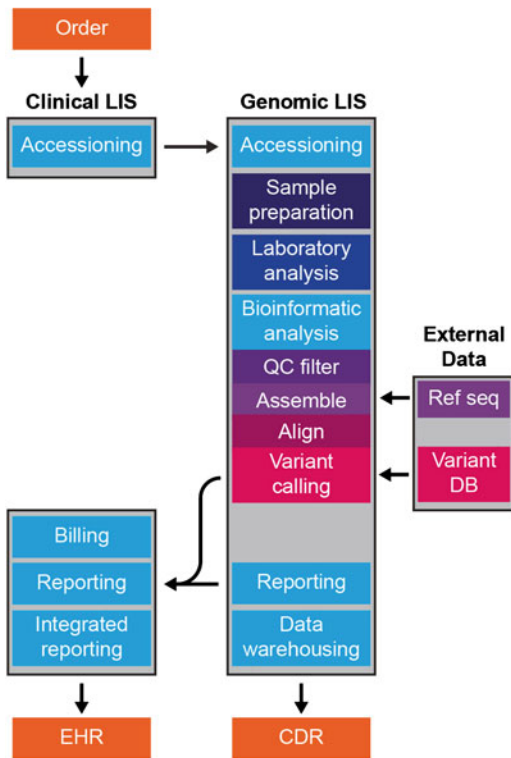 Order
Clinical LIS
Accessioning
Genomic LIS
Accessioning
Sample
preparation
Laboratory
analysis
Bioinformatic
analysis
QC filter
Assemble
Align
Variant
calling
External
Data
Ref seq
Variant
DB
Billing
Reporting
Integrated
reporting
Reporting
Data
warehousing
EHR
CDR